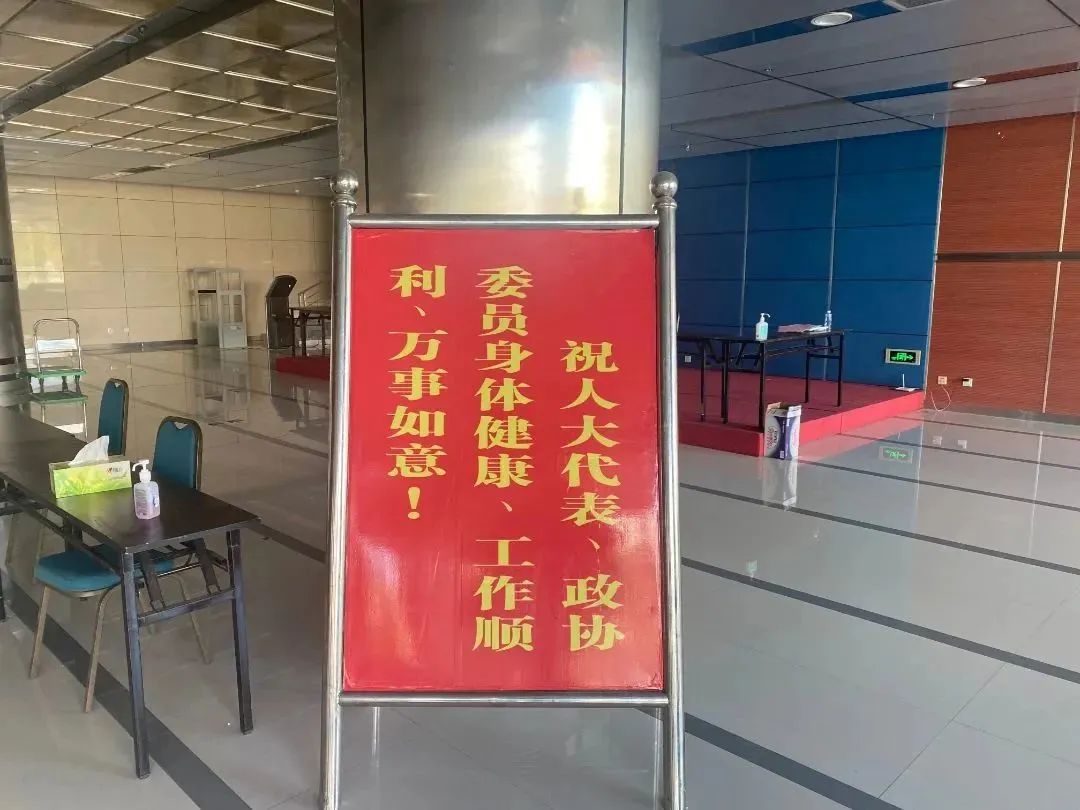 祝人大代表、政协
委员身体健康、工作顺
利、万事如意！